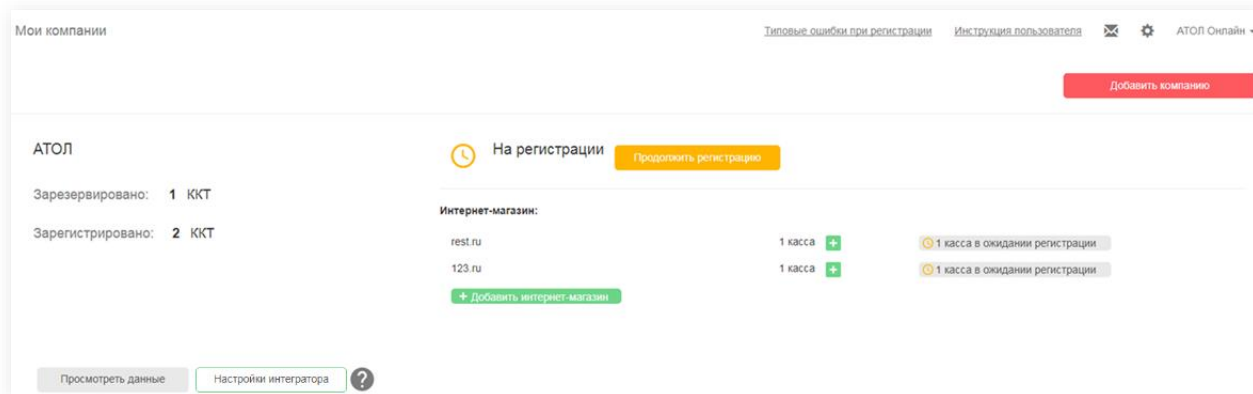 Мои компании
Типовые ошибки при регистрации
Инструкция пользователя
АТОЛ Онлайн
Добавить компанию
АТОЛ
На регистрации
Продолжить регистрацию
Зарезервировано: 1 ККТ
Зарегистрировано: 2 ККТ
Интернет-магазин:
rest.ru 1 касса + 1 касса в ожидании регистрации
123.ru 1 касса + 1 касса в ожидании регистрации
+ Добавить интернет-магазин
Просмотреть данные
Настройки интегратора
?